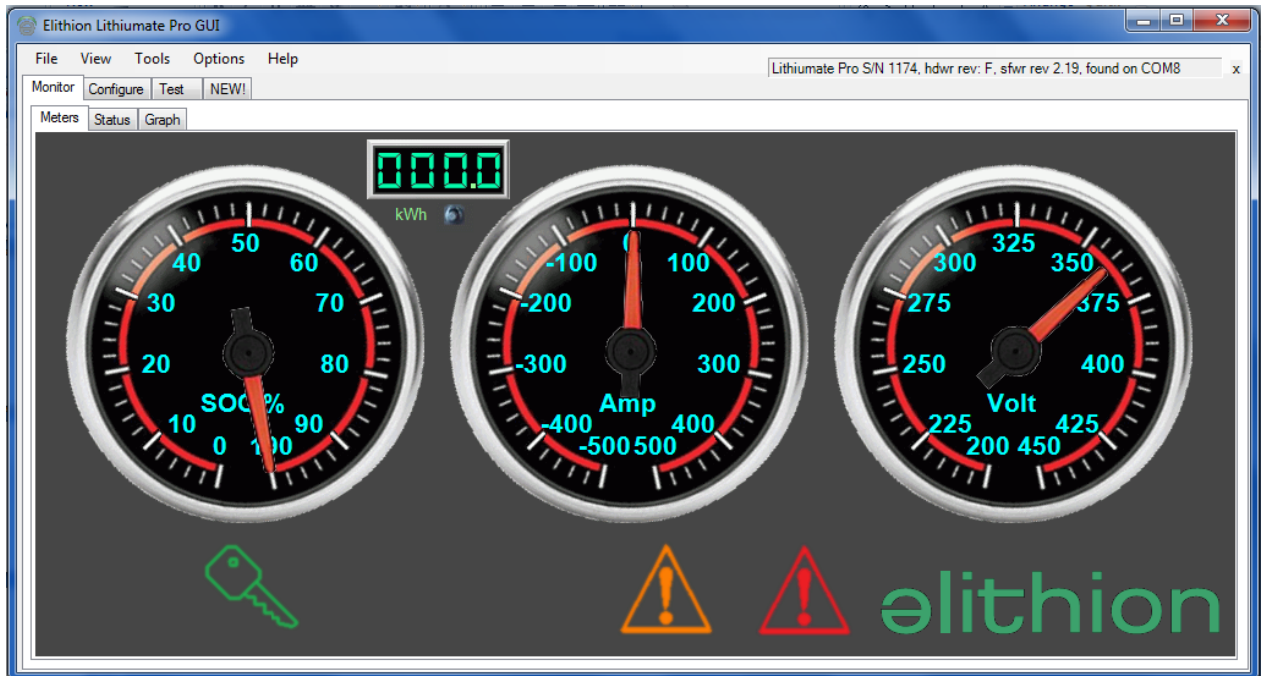 Elithion Lithiumate Pro GUI
File View Tools Options Help
Lithiumate Pro S/N 1174, hdwr rev: F, sfwr rev 2.19, found on COM8 x
Monitor Configure Test NEW!
Meters Status Graph
000.0
kWh
50
40 60
30 70
20 80
SOC %
10 90
0 100
0
-100 100
-200 200
-300 300
Amp
-400 400
-500 500
325
300 350
275 375
250 400
Volt
225 425
200 450
elithion